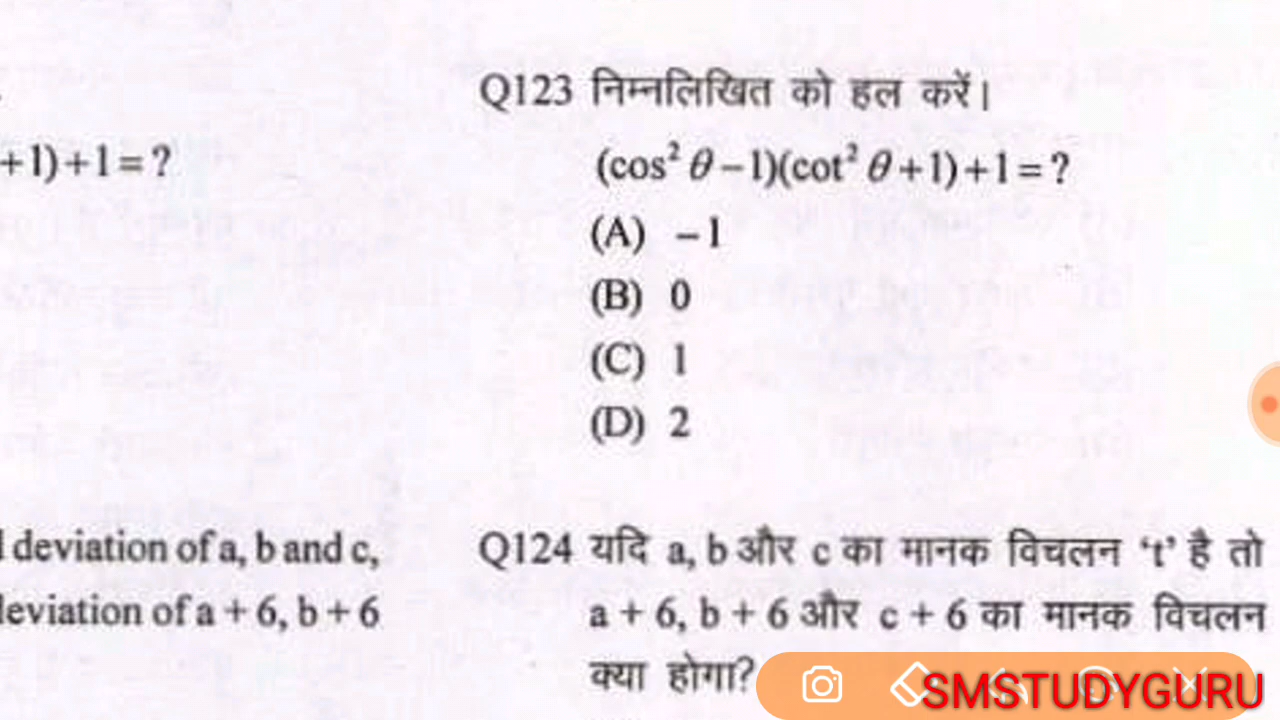 +1)+1=?
deviation of a, b and c,
deviation of a + 6, b + 6
Q123 निम्नलिखित को हल करें।
(cos² θ – 1)(cot² θ + 1) + 1 = ?
(A) – 1
(B) 0
(C) 1
(D) 2
Q124 यदि a, b और c का मानक विचलन ‘t’ है तो
a + 6, b + 6 और c + 6 का मानक विचलन
क्या होगा?
SMSTUDYGURU